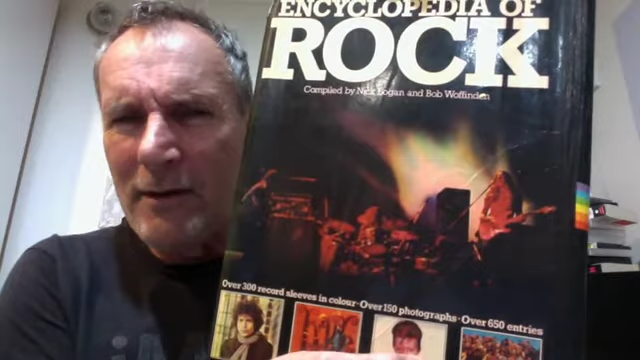 ENCYCLOPEDIA OF
ROCK
Compiled by Nick Logan and Bob Woffinden
Over 300 record sleeves in colour·Over 150 photographs·Over 650 entries